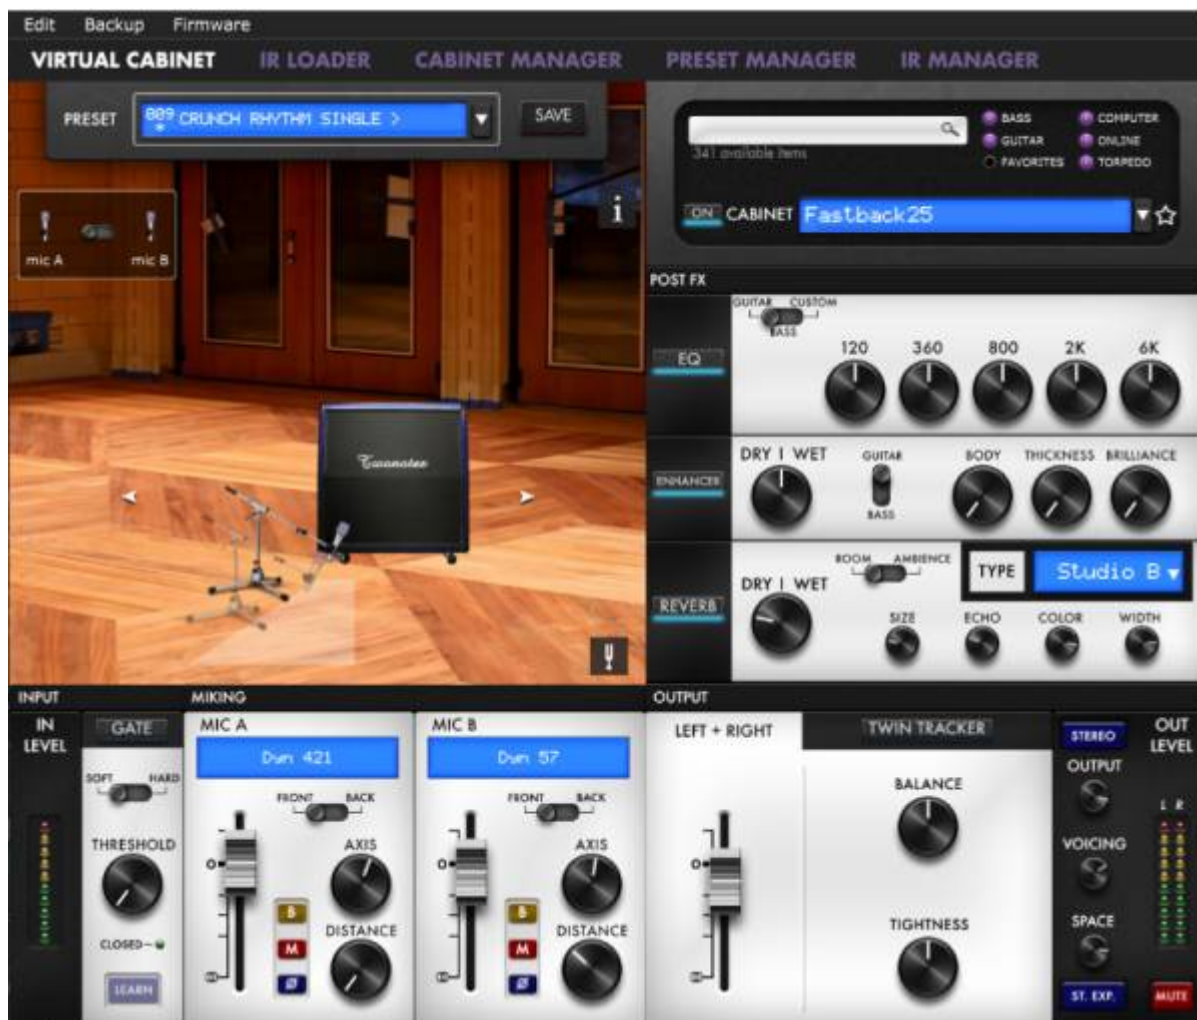 Edit Backup Firmware
VIRTUAL CABINET IR LOADER CABINET MANAGER PRESET MANAGER IR MANAGER
PRESET
009 CRUNCH RHYTHM SINGLE >
*
SAVE
341 available items
BASS COMPUTER
GUITAR ONLINE
FAVORITES TORPEDO
mic A mic B
i
ON CABINET Fastback25
POST FX
EQ
GUITAR CUSTOM
BASS
120 360 800 2K 6K
ENHANCER
DRY | WET
GUITAR
BASS
BODY THICKNESS BRILLIANCE
REVERB
DRY | WET
ROOM AMBIENCE
TYPE Studio B
SIZE ECHO COLOR WIDTH
INPUT MIKING OUTPUT
IN
LEVEL
GATE
SOFT HARD
THRESHOLD
CLOSED
LEARN
MIC A
Dyn 421
FRONT BACK
AXIS
0
B
M
DISTANCE
Ø
MIC B
Dyn 57
FRONT BACK
AXIS
0
B
M
DISTANCE
Ø
LEFT + RIGHT
0
TWIN TRACKER
BALANCE
TIGHTNESS
STEREO
OUTPUT
VOICING
SPACE
ST. EXP.
OUT
LEVEL
L R
MUTE